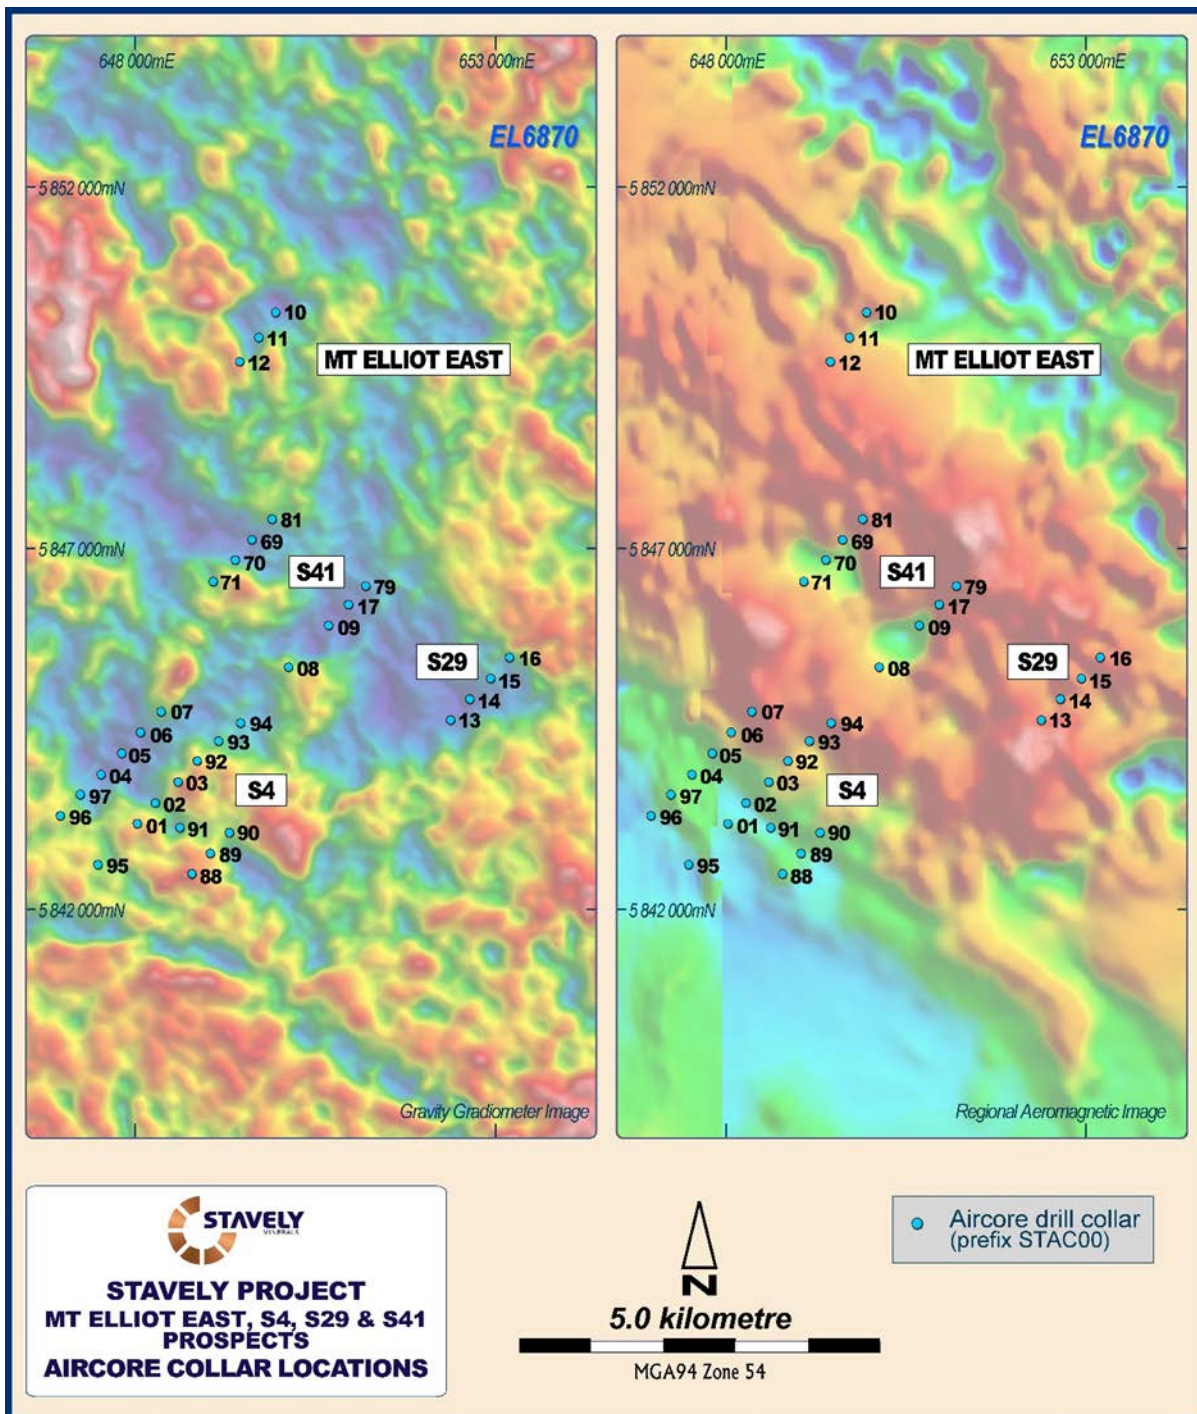 648 000mE
653 000mE
EL6870
5 852 000mN
10
11
12
MT ELLIOT EAST
81
69
5 847 000mN
70
71
S41
79
17
09
08
S29
16
15
14
13
07
06
05
04
97
96
94
93
92
03
02
01
S4
91
90
89
88
95
5 842 000mN
Gravity Gradiometer Image
648 000mE
653 000mE
EL6870
5 852 000mN
10
11
12
MT ELLIOT EAST
81
69
5 847 000mN
70
71
S41
79
17
09
08
S29
16
15
14
13
07
06
05
04
97
96
94
93
92
03
02
01
S4
91
90
89
88
95
5 842 000mN
Regional Aeromagnetic Image
STAVELY
MINERALS
STAVELY PROJECT
MT ELLIOT EAST, S4, S29 & S41
PROSPECTS
AIRCORE COLLAR LOCATIONS
N
5.0 kilometre
MGA94 Zone 54
Aircore drill collar
(prefix STAC00)